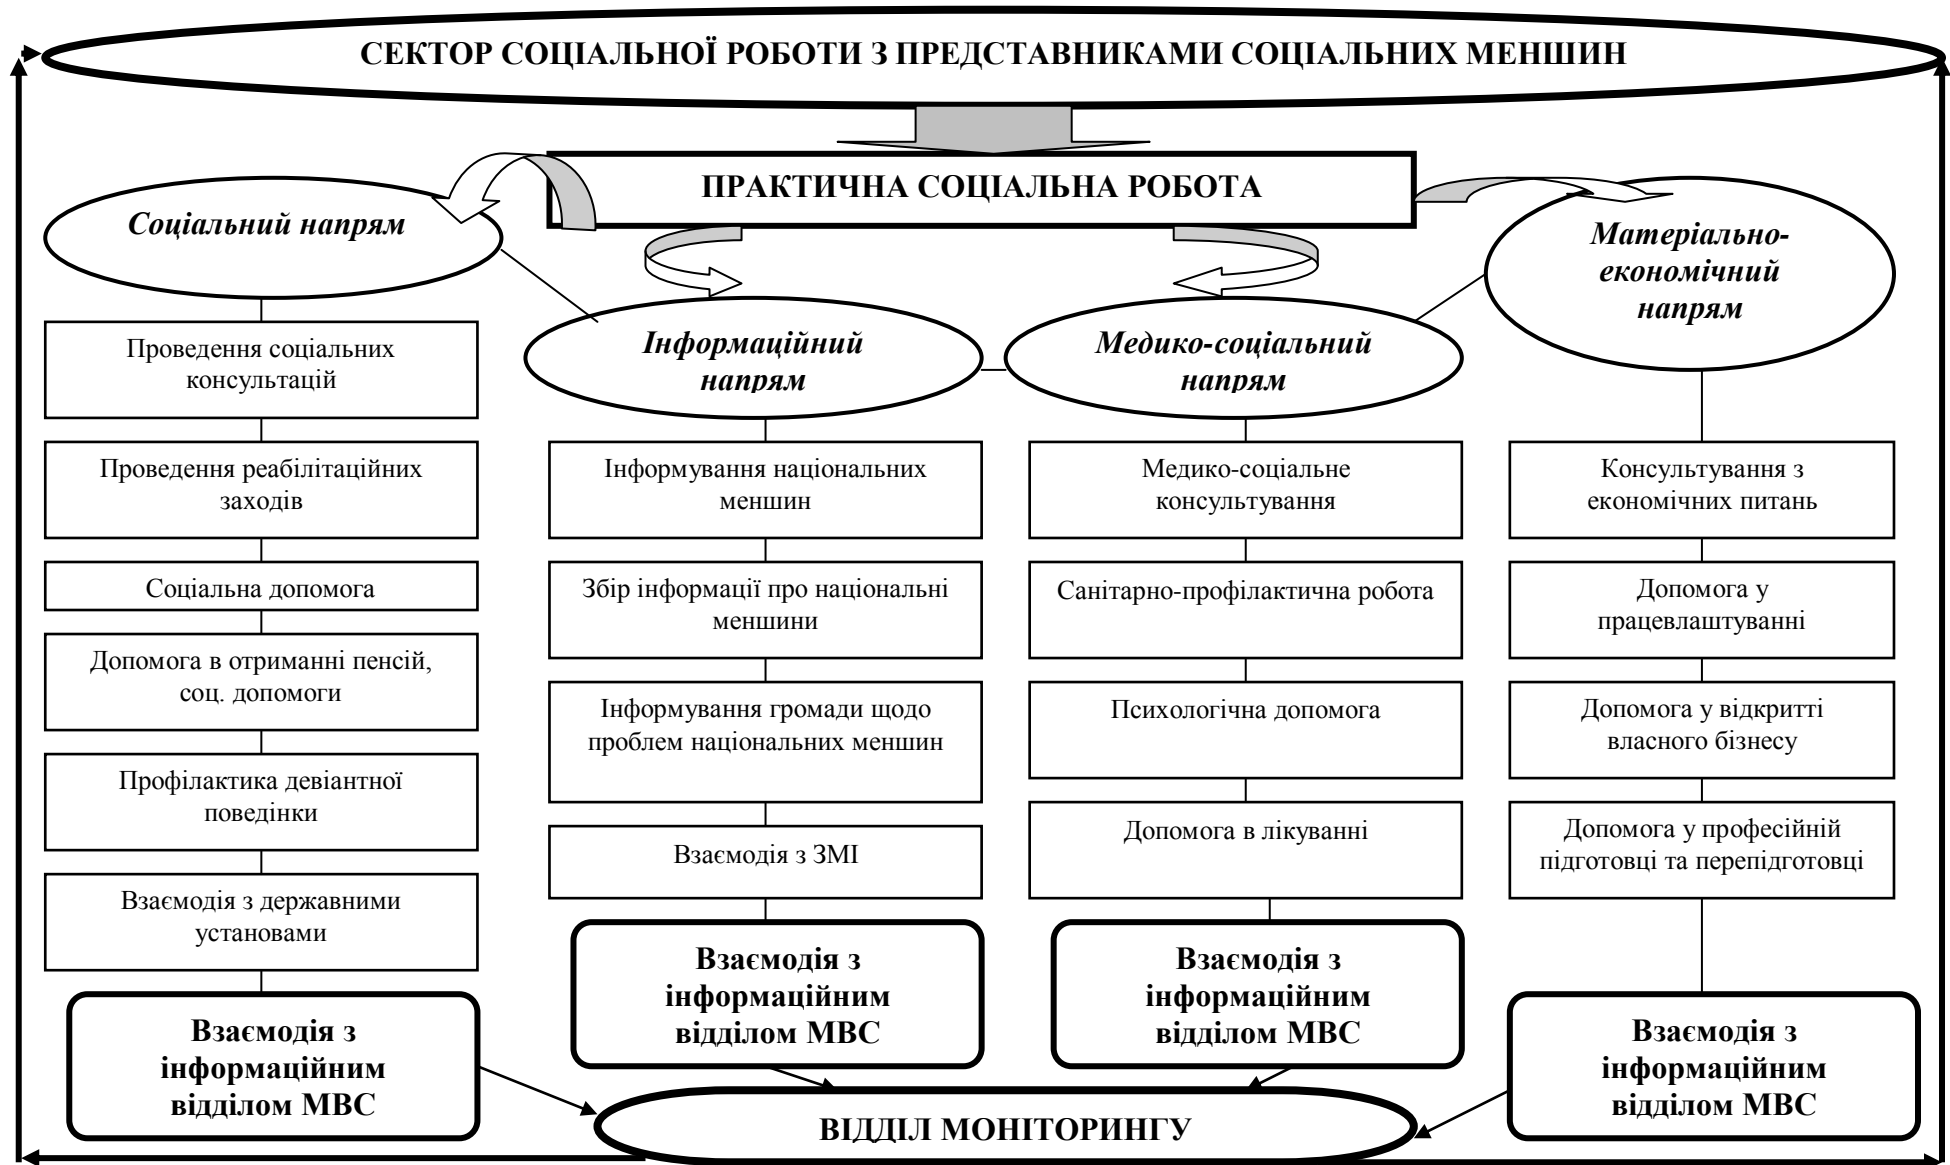 СЕКТОР СОЦІАЛЬНОЇ РОБОТИ З ПРЕДСТАВНИКАМИ СОЦІАЛЬНИХ МЕНШИН
ПРАКТИЧНА СОЦІАЛЬНА РОБОТА
Соціальний напрям
Проведення соціальних
консультацій
Проведення реабілітаційних
заходів
Соціальна допомога
Допомога в отриманні пенсій,
соц. допомоги
Профілактика девіантної
поведінки
Взаємодія з державними
установами
Взаємодія з
інформаційним
відділом МВС
Інформаційний
напрям
Інформування національних
меншин
Збір інформації про національні
меншини
Інформування громади щодо
проблем національних меншин
Взаємодія з ЗМІ
Взаємодія з
інформаційним
відділом МВС
Медико-соціальний
напрям
Медико-соціальне
консультування
Санітарно-профілактична робота
Психологічна допомога
Допомога в лікуванні
Взаємодія з
інформаційним
відділом МВС
Матеріально-
економічний
напрям
Консультування з
економічних питань
Допомога у
працевлаштуванні
Допомога у відкритті
власного бізнесу
Допомога у професійній
підготовці та перепідготовці
Взаємодія з
інформаційним
відділом МВС
ВІДДІЛ МОНІТОРИНГУ